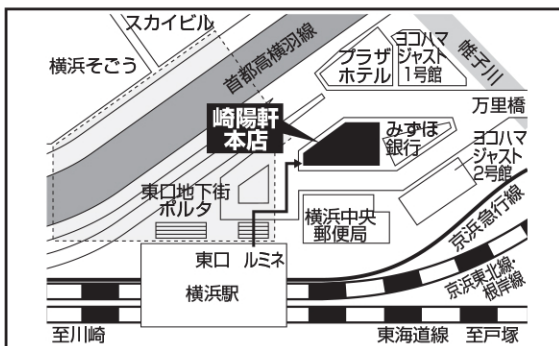 スカイビル
横浜そごう
首都高横羽線
プラザ
ホテル
ヨコハマ
ジャスト
1号館
幸子川
万里橋
崎陽軒
本店
みずほ
銀行
ヨコハマ
ジャスト
2号館
東口地下街
ポルタ
横浜中央
郵便局
京浜急行線
東口 ルミネ
横浜駅
京浜東北線・
根岸線
至川崎
東海道線
至戸塚